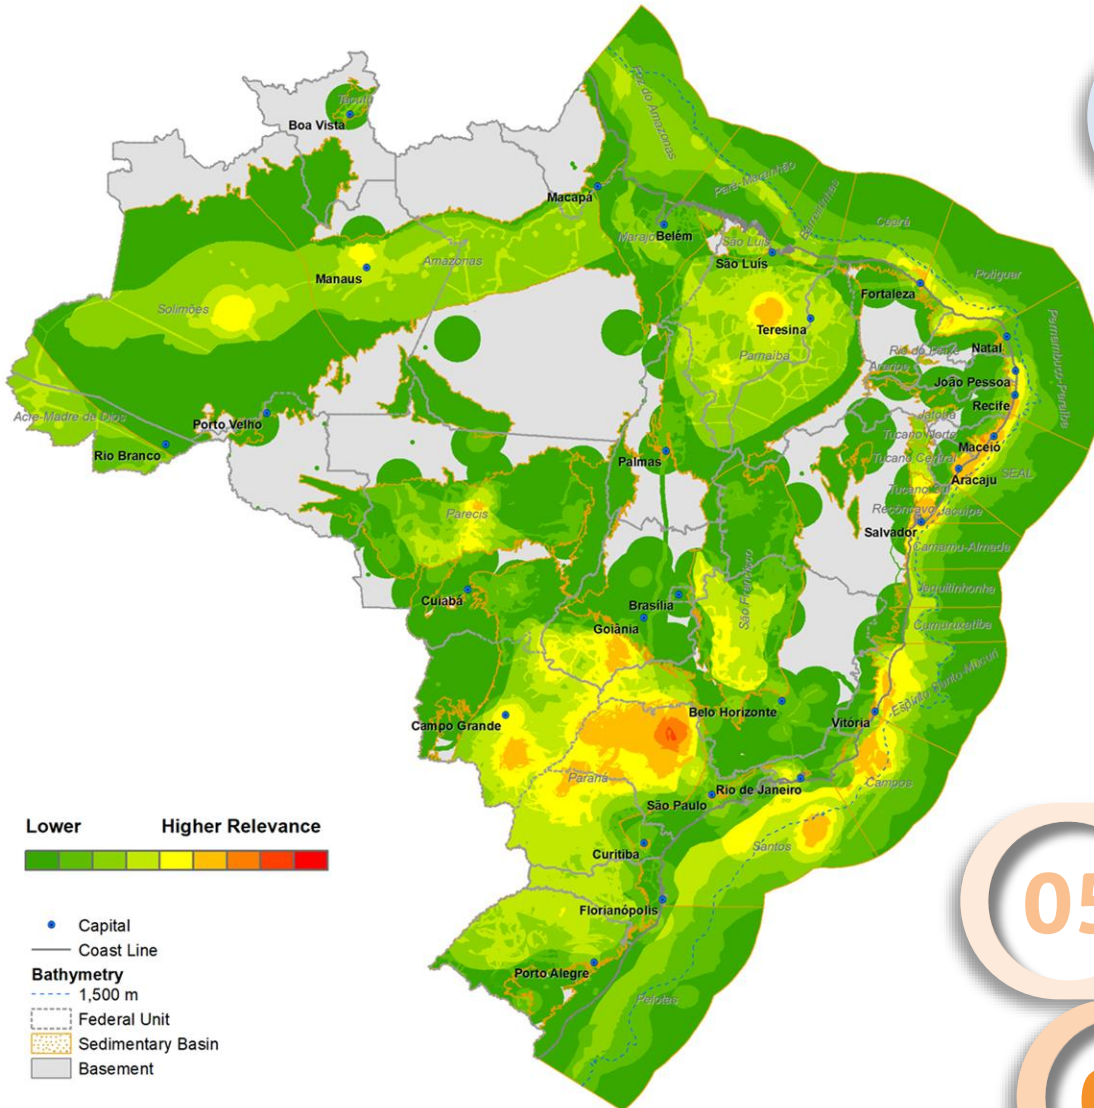 Tacutu
Boa Vista
Foz do Amazonas
Macapá
Pará-Maranhão
Barreirinhas
Marajó
Belém
São Luís
São Luís
Ceará
Manaus
Amazonas
Fortaleza
Potiguar
Solimões
Teresina
Parnaíba
Natal
Rio do Peixe
Araripe
João Pessoa
Pernambuco-Paraíba
Recife
Acre-Madre de Dios
Porto Velho
Jatobá
Tucano Norte
Maceió
Rio Branco
Palmas
Tucano Central
Aracaju
SEAL
Tucano Sul
Parecis
Recôncavo
Jacuípe
Salvador
Camamu-Almada
São Francisco
Jequitinhonha
Cuiabá
Brasília
Goiânia
Cumuruxatiba
Espírito Santo-Mucuri
Campo Grande
Belo Horizonte
Vitória
Paraná
Campos
São Paulo
Rio de Janeiro
Santos
Curitiba
Florianópolis
Porto Alegre
Pelotas
Lower Higher Relevance
Capital
Coast Line
Bathymetry
1,500 m
Federal Unit
Sedimentary Basin
Basement
05